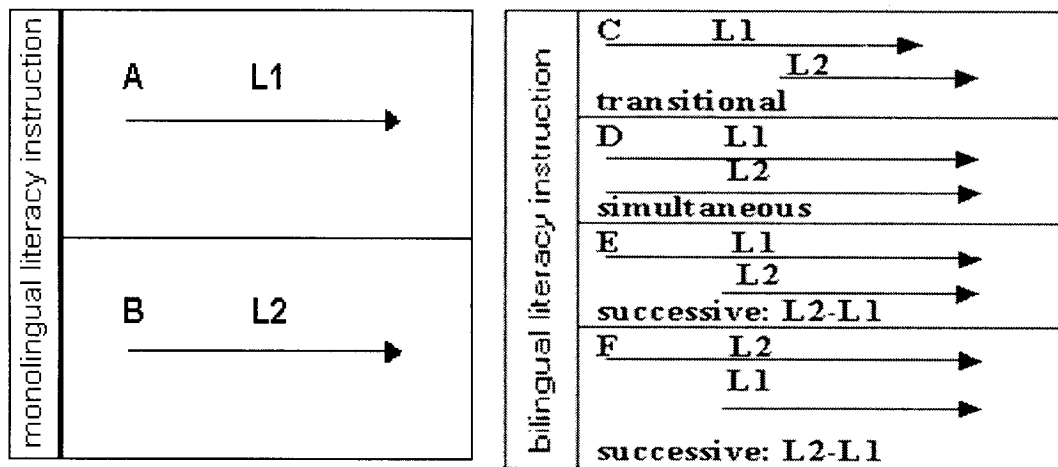 monolingual literacy instruction
A L1
B L2
bilingual literacy instruction
C L1
L2
transitional
D L1
L2
simultaneous
E L1
L2
successive: L2-L1
F L2
L1
successive: L2-L1